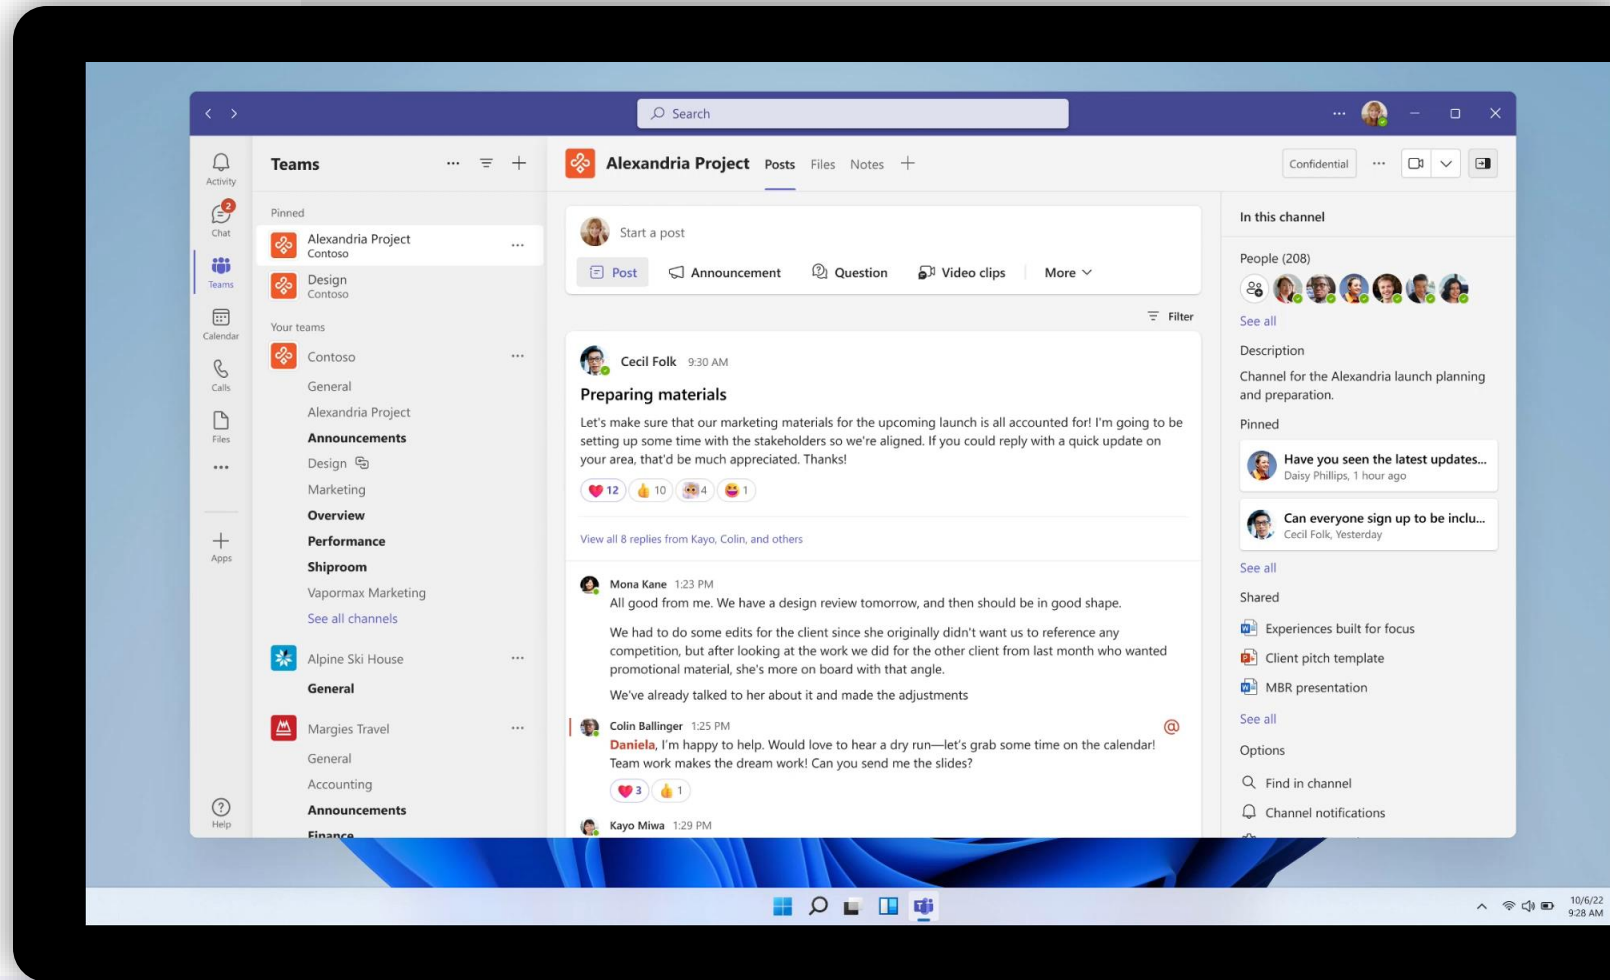 Search
Activity
2
Chat
Teams
Calendar
Calls
Files
Apps
Help
Teams
Pinned
Alexandria Project
Contoso
Design
Contoso
Your teams
Contoso
General
Alexandria Project
Announcements
Design
Marketing
Overview
Performance
Shiproom
Vapormax Marketing
See all channels
Alpine Ski House
General
Margies Travel
General
Accounting
Announcements
Finance
Alexandria Project Posts Files Notes
Confidential
Start a post
Post Announcement Question Video clips More
Filter
Cecil Folk 9:30 AM
Preparing materials
Let's make sure that our marketing materials for the upcoming launch is all accounted for! I'm going to be
setting up some time with the stakeholders so we're aligned. If you could reply with a quick update on
your area, that'd be much appreciated. Thanks!
12 10 4 1
View all 8 replies from Kayo, Colin, and others
Mona Kane 1:23 PM
All good from me. We have a design review tomorrow, and then should be in good shape.
We had to do some edits for the client since she originally didn't want us to reference any
competition, but after looking at the work we did for the other client from last month who wanted
promotional material, she's more on board with that angle.
We've already talked to her about it and made the adjustments
Colin Ballinger 1:25 PM
@
Daniela, I'm happy to help. Would love to hear a dry run—let's grab some time on the calendar!
Team work makes the dream work! Can you send me the slides?
3 1
Kayo Miwa 1:29 PM
In this channel
People (208)
See all
Description
Channel for the Alexandria launch planning
and preparation.
Pinned
Have you seen the latest updates...
Daisy Phillips, 1 hour ago
Can everyone sign up to be inclu...
Cecil Folk, Yesterday
See all
Shared
Experiences built for focus
Client pitch template
MBR presentation
See all
Options
Find in channel
Channel notifications
10/6/22
9:28 AM